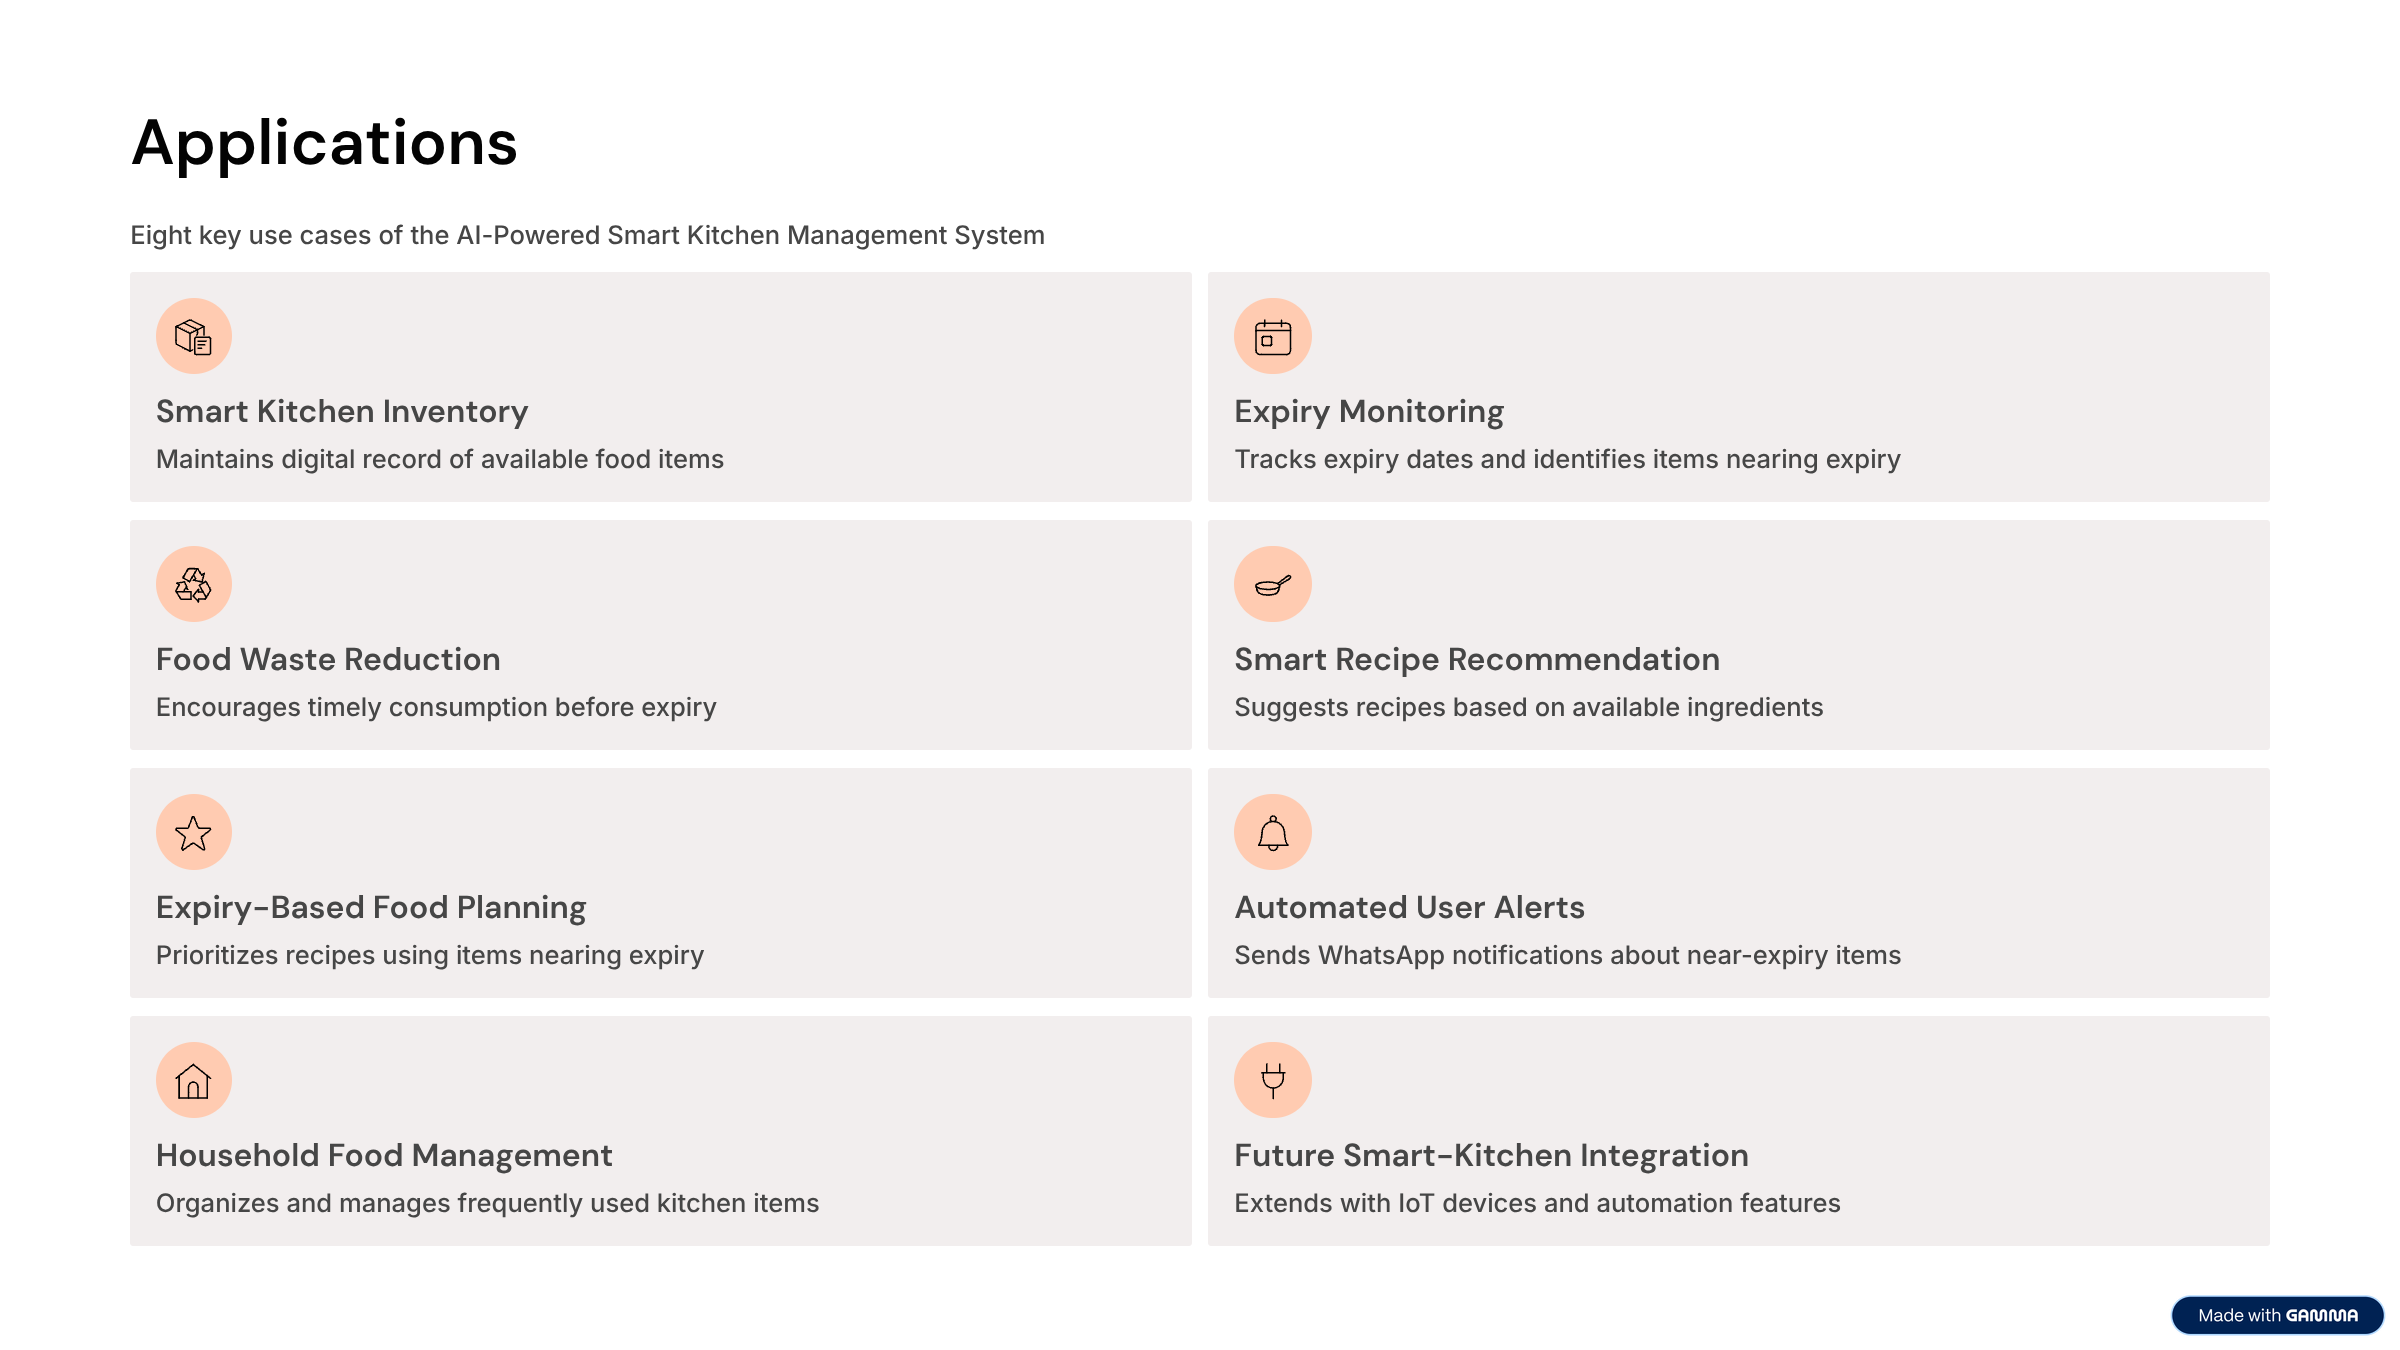 Applications
Eight key use cases of the AI-Powered Smart Kitchen Management System
Smart Kitchen Inventory
Maintains digital record of available food items
Expiry Monitoring
Tracks expiry dates and identifies items nearing expiry
Food Waste Reduction
Encourages timely consumption before expiry
Smart Recipe Recommendation
Suggests recipes based on available ingredients
Expiry-Based Food Planning
Prioritizes recipes using items nearing expiry
Automated User Alerts
Sends WhatsApp notifications about near-expiry items
Household Food Management
Organizes and manages frequently used kitchen items
Future Smart-Kitchen Integration
Extends with IoT devices and automation features
Made with GAMMA